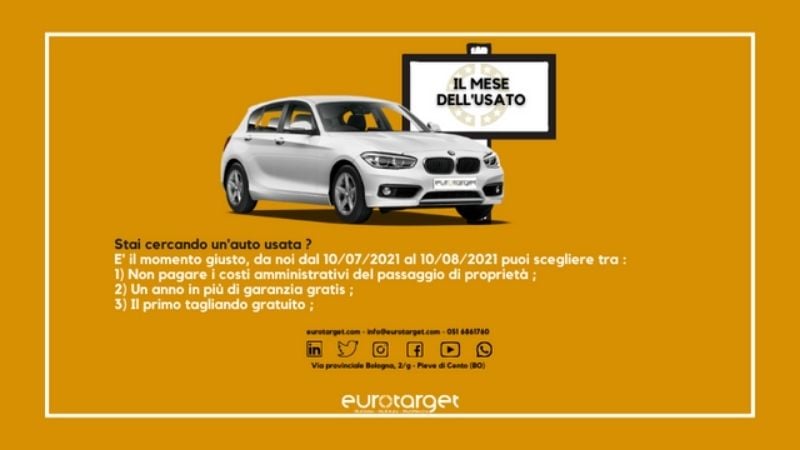 IL MESE
DELL'USATO
eurotarget
Stai cercando un'auto usata ?
E' il momento giusto, da noi dal 10/07/2021 al 10/08/2021 puoi scegliere tra :
1) Non pagare i costi amministrativi del passaggio di proprietà ;
2) Un anno in più di garanzia gratis ;
3) Il primo tagliando gratuito ;
eurotarget.com - info@eurotarget.com - 051 6861760
Via provinciale Bologna, 2/g - Pieve di Cento (BO)
eurotarget